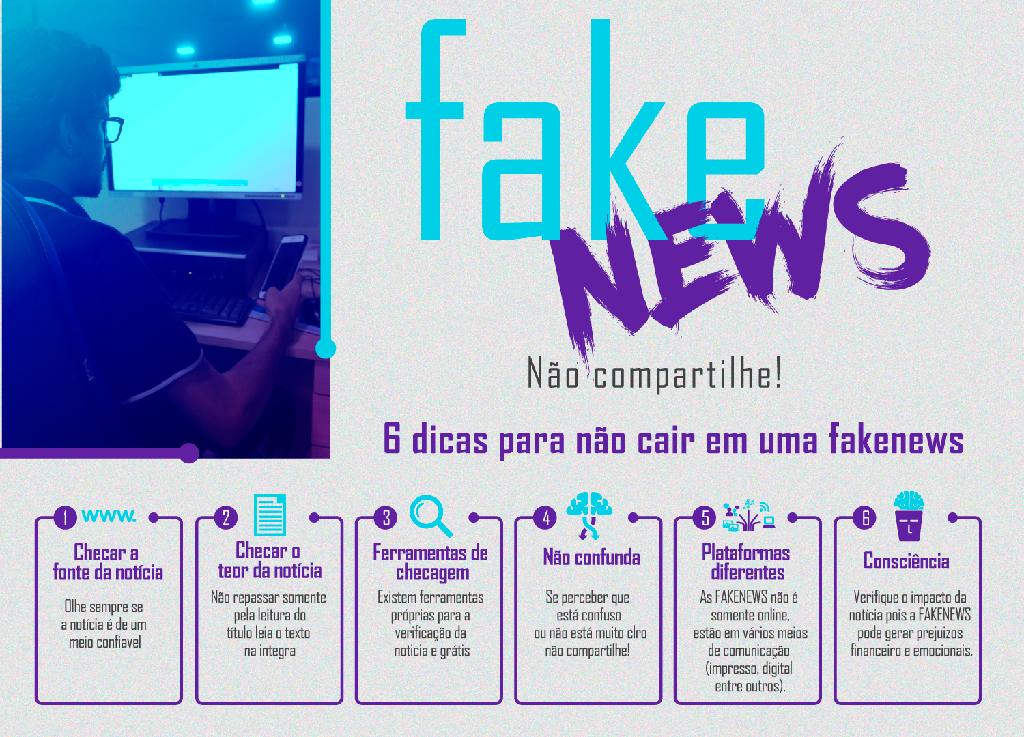 fake
NEWS
Não compartilhe!
6 dicas para não cair em uma fakenews
1
www.
Checar a
fonte da notícia
Olhe sempre se
a notícia é de um
meio confiavel
2
Checar o
teor da notícia
Não repassar somente
pela leitura do
título leia o texto
na integra
3
Ferramentas de
checagem
Existem ferramentas
próprias para a
verificação da
notícia e grátis
4
Não confunda
Se perceber que
está confuso
ou não está muito clro
não compartilhe!
5
Plataformas
diferentes
As FAKENEWS não é
somente online,
estão em vários meios
de comunicação
(impresso, digital
entre outros).
6
Consciência
Verifique o impacto da
notícia pois a FAKENEWS
pode gerar prejuizos
financeiro e emocionais.